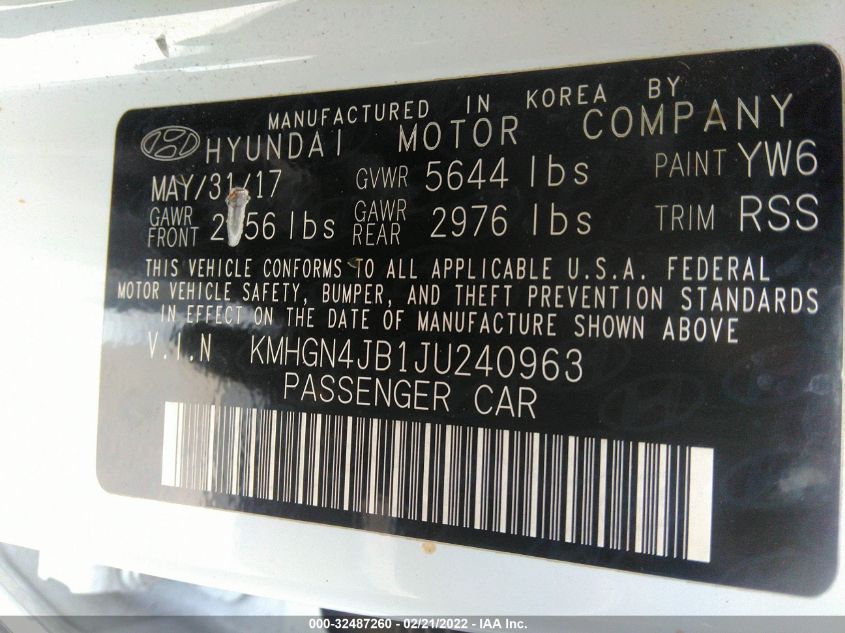 MANUFACTURED IN KOREA BY
HYUNDAI MOTOR COMPANY
MAY/31/17 GVWR 5644 lbs PAINT YW6
GAWR FRONT lbs GAWR REAR 2976 lbs TRIM RSS
THIS VEHICLE CONFORMS TO ALL APPLICABLE U.S.A. FEDERAL
MOTOR VEHICLE SAFETY, BUMPER, AND THEFT PREVENTION STANDARDS
IN EFFECT ON THE DATE OF MANUFACTURE SHOWN ABOVE
V.I.N KMHGN4JB1JU240963
PASSENGER CAR
000-32487260 - 02/21/2022 - IAA Inc.